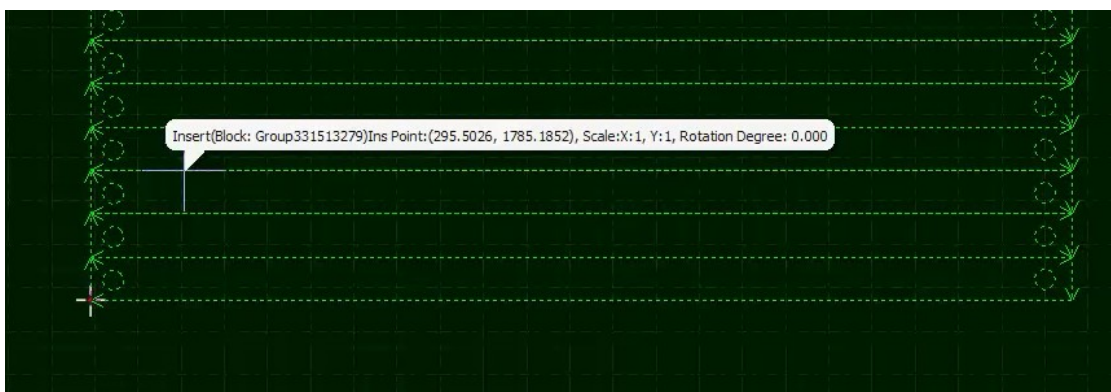 Insert(Block: Group331513279)Ins Point:(295.5026, 1785.1852), Scale:X:1, Y:1, Rotation Degree: 0.000